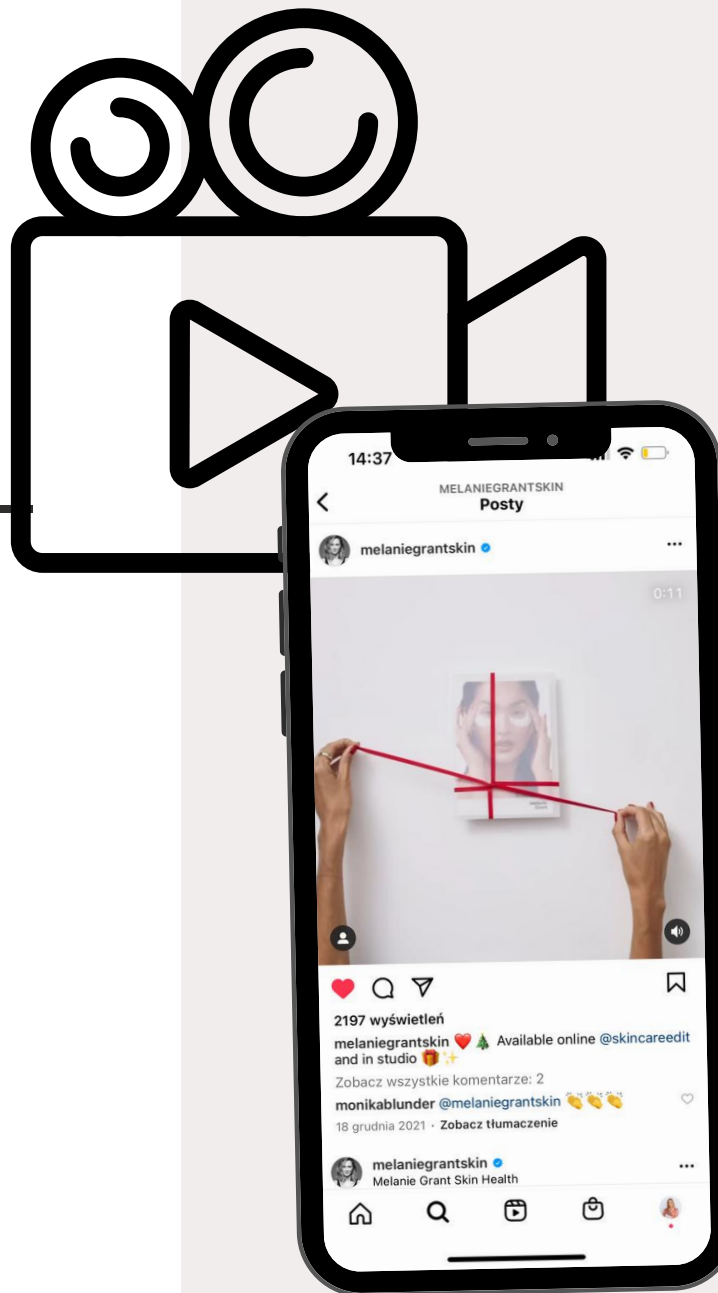 14:37
MELANIEGRANTSKIN
Posty
melaniegrantskin
0:11
2197 wyświetleń
melaniegrantskin ❤️🎄 Available online @skincareedit
and in studio 🎁✨
Zobacz wszystkie komentarze: 2
monikablunder @melaniegrantskin 👏👏👏
18 grudnia 2021 · Zobacz tłumaczenie
melaniegrantskin
Melanie Grant Skin Health